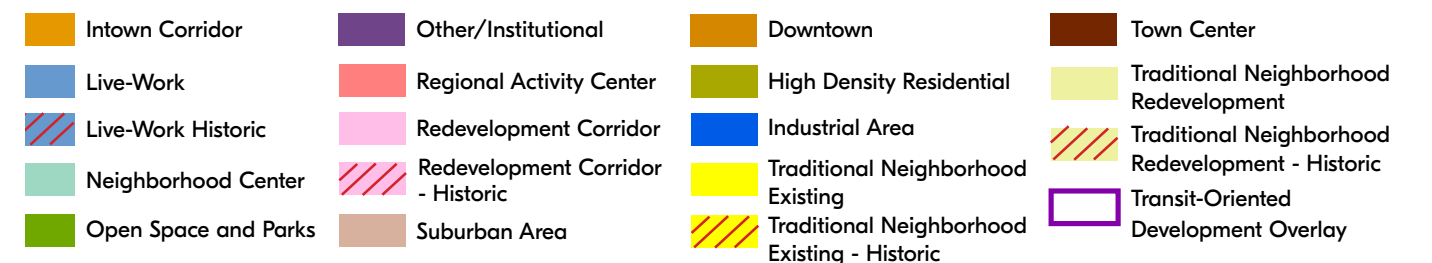 Intown Corridor
Live-Work
Live-Work Historic
Neighborhood Center
Open Space and Parks
Other/Institutional
Regional Activity Center
Redevelopment Corridor
Redevelopment Corridor
- Historic
Suburban Area
Downtown
High Density Residential
Industrial Area
Traditional Neighborhood
Existing
Traditional Neighborhood
Existing - Historic
Town Center
Traditional Neighborhood
Redevelopment
Traditional Neighborhood
Redevelopment - Historic
Transit-Oriented
Development Overlay